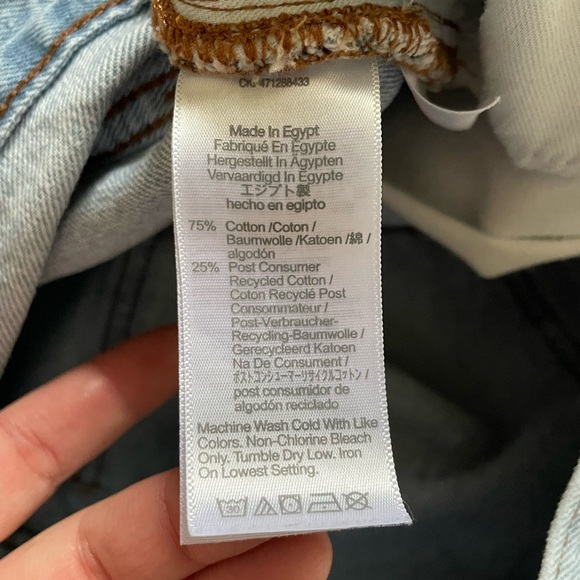 CK: 471288433
Made In Egypt
Fabriqué En Egypte
Hergestellt In Ägypten
Vervaardigd In Egypte
エジプト製
hecho en egipto
75% Cotton /Coton /
Baumwolle /Katoen /綿 /
algodón
25% Post Consumer
Recycled Cotton /
Coton Recyclé Post
Consommateur /
Post-Verbraucher-
Recycling-Baumwolle /
Gerecycleerd Katoen
Na De Consument /
ポストコンシューマーリサイクルコットン /
post consumidor de
algodón reciclado
Machine Wash Cold With Like
Colors. Non-Chlorine Bleach
Only. Tumble Dry Low. Iron
On Lowest Setting.
30